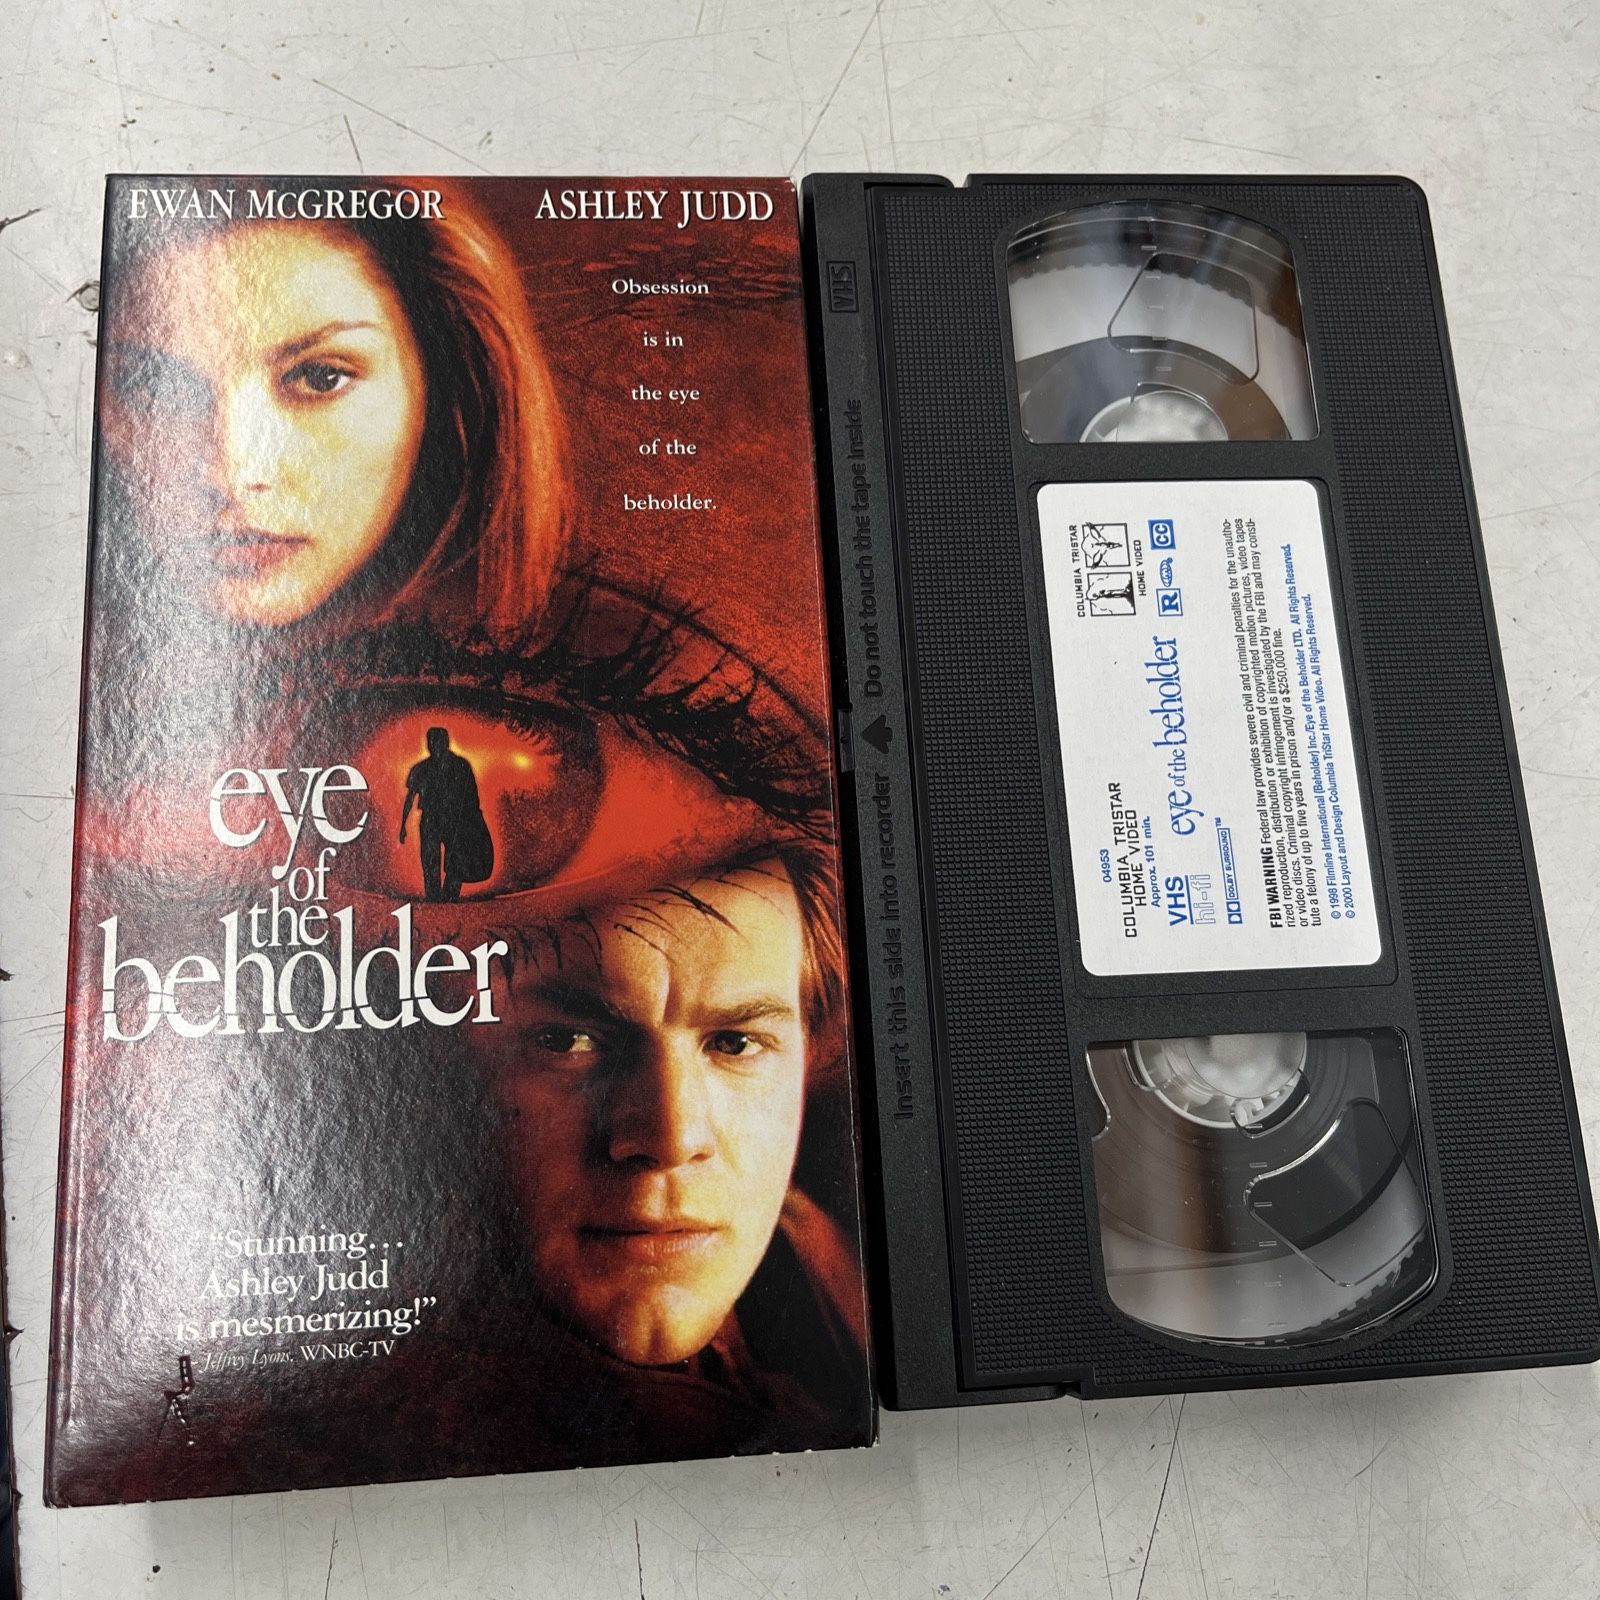 EWAN McGREGOR
ASHLEY JUDD
Obsession
is in
the eye
of the
beholder.
eye
of
the
beholder
“Stunning…
Ashley Judd
is mesmerizing!”
- Jeffrey Lyons, WNBC-TV
VHS
Insert this side into recorder ▲ Do not touch the tape inside
04953
COLUMBIA TRISTAR
HOME VIDEO
Approx. 101 min.
VHS
hi-fi
DOLBY SURROUND™
eye of the beholder
COLUMBIA TRISTAR
HOME VIDEO
R
CC
FBI WARNING Federal law provides severe civil and criminal penalties for the unautho-
rized reproduction, distribution or exhibition of copyrighted motion pictures, video tapes
or video discs. Criminal copyright infringement is investigated by the FBI and may consti-
tute a felony of up to five years in prison and/or a $250,000 fine.
© 1998 Filmline International (Beholder) Inc./Eye of the Beholder LTD. All Rights Reserved.
© 2000 Layout and Design Columbia TriStar Home Video. All Rights Reserved.